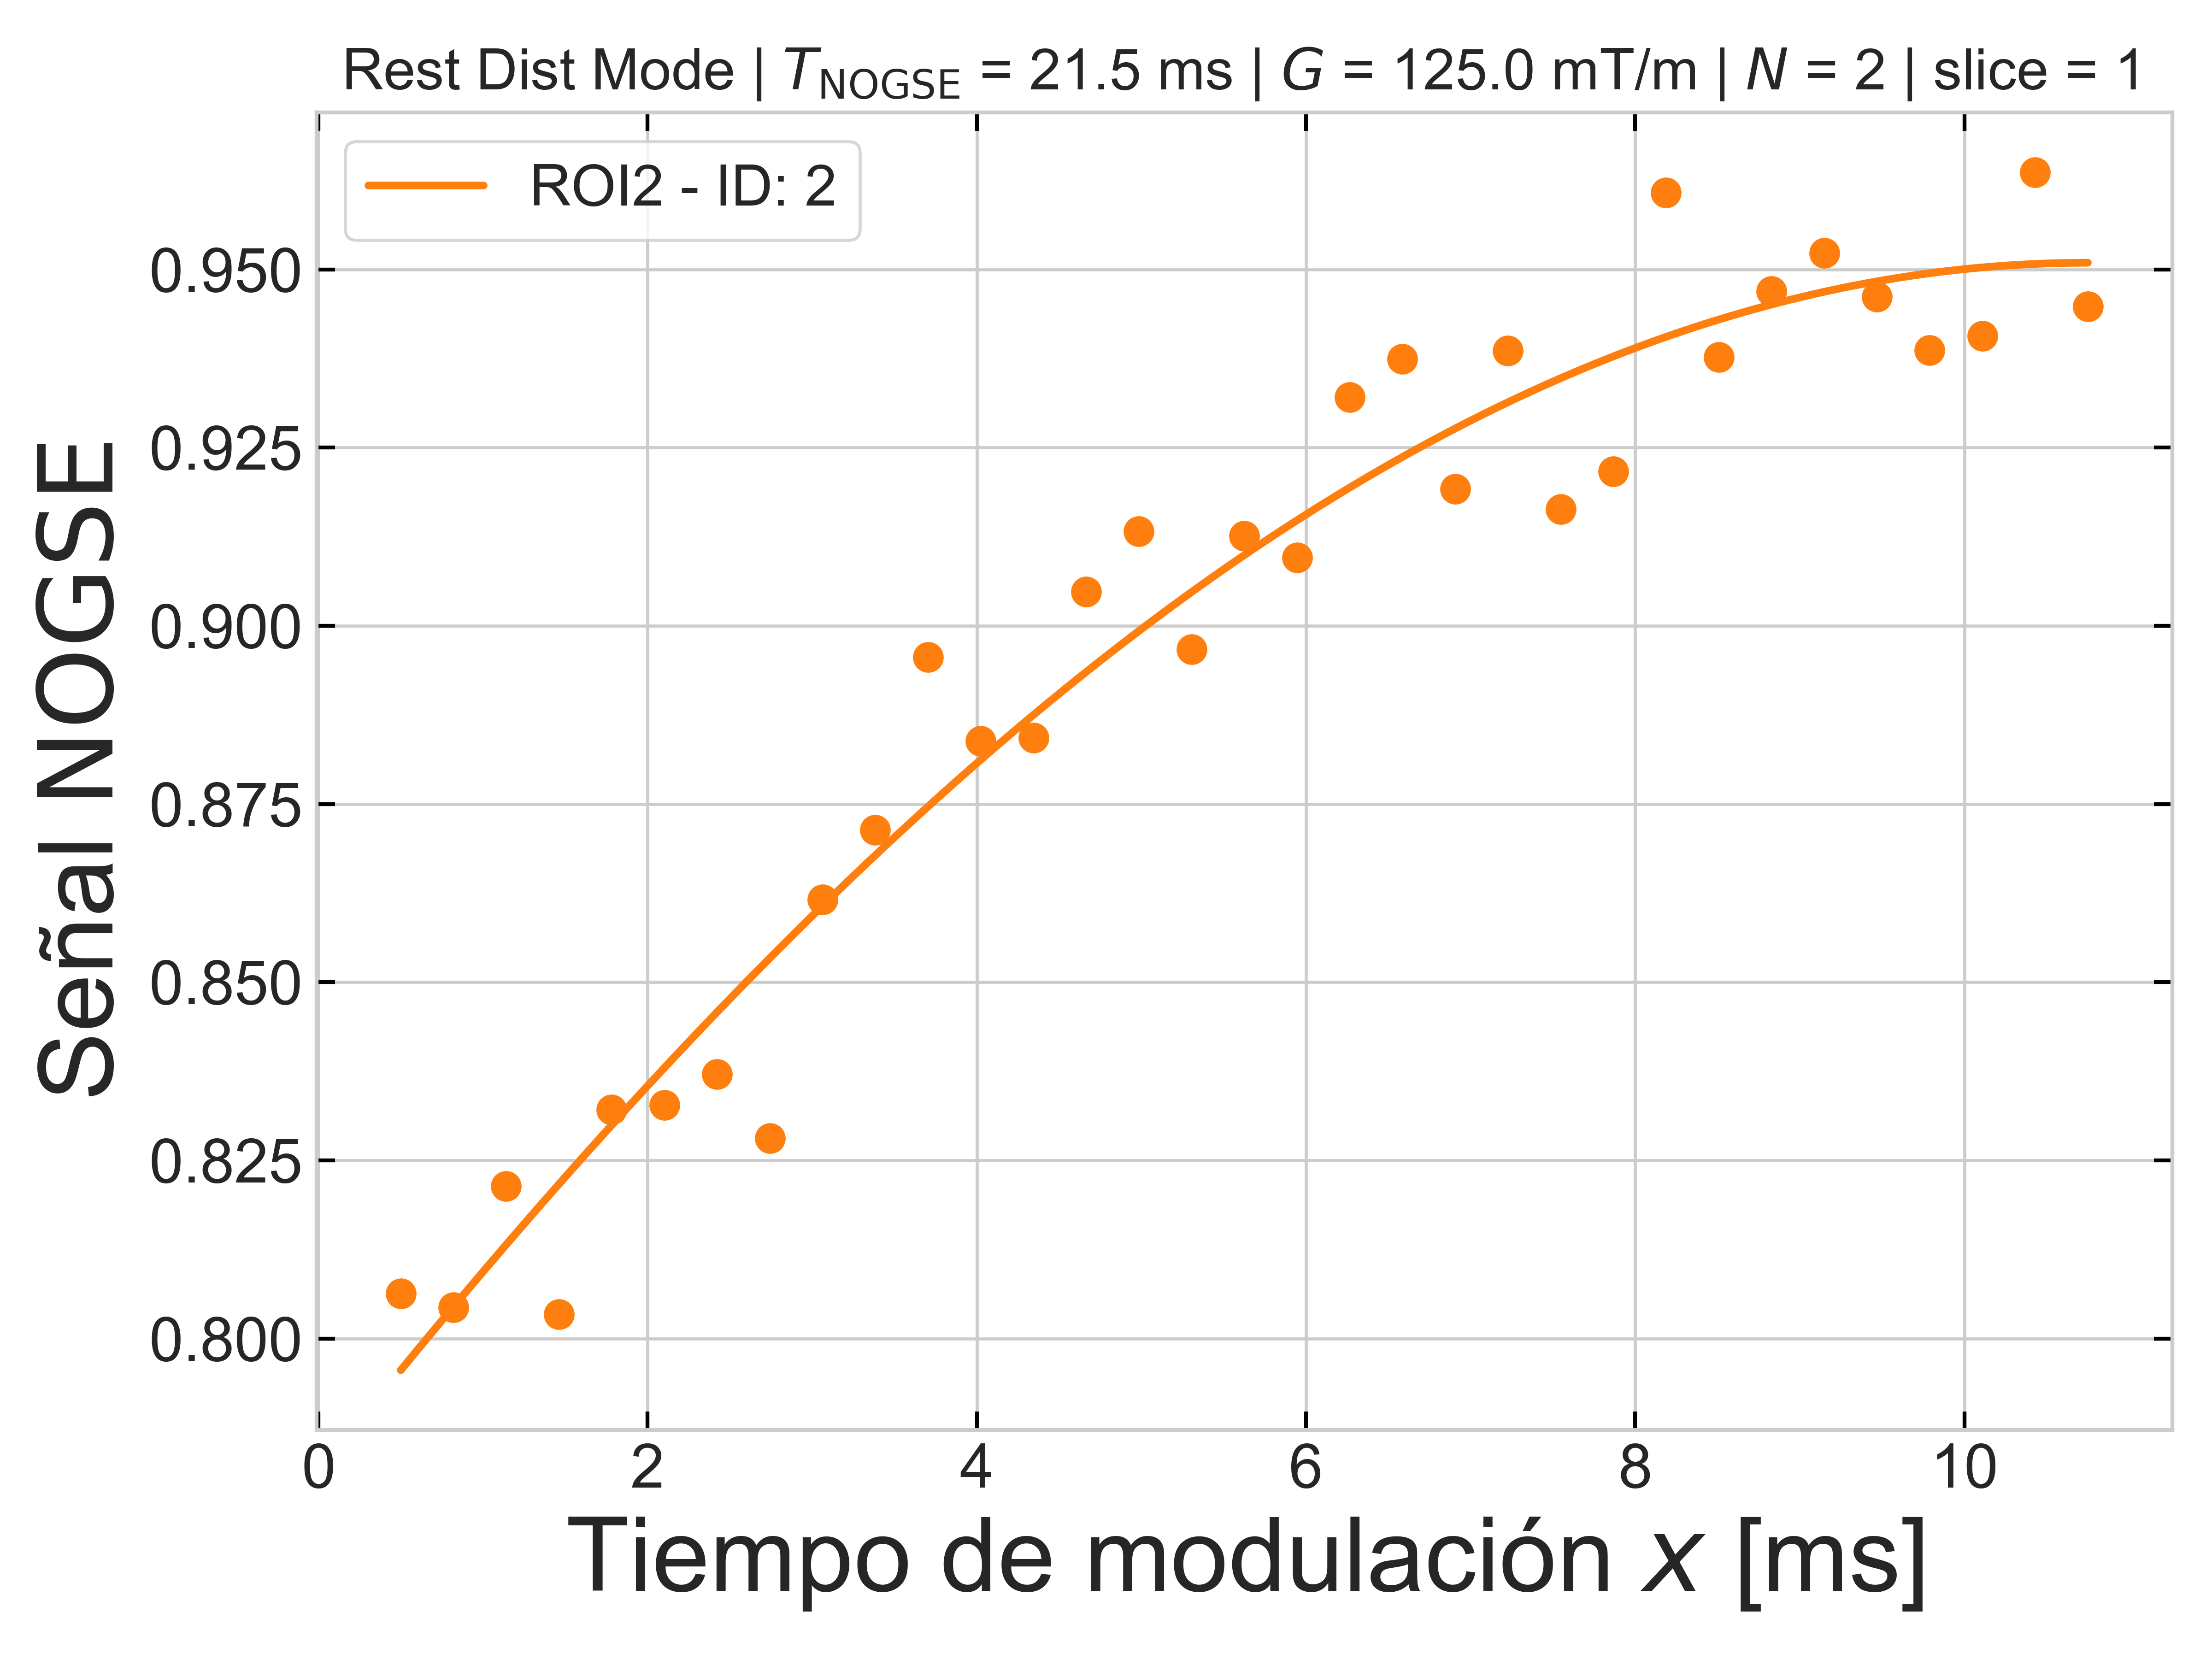 Rest Dist Mode | T_NOGSE = 21.5 ms | G = 125.0 mT/m | N = 2 | slice = 1
ROI2 - ID: 2
Señal NOGSE
0.950
0.925
0.900
0.875
0.850
0.825
0.800
0 2 4 6 8 10
Tiempo de modulación x [ms]